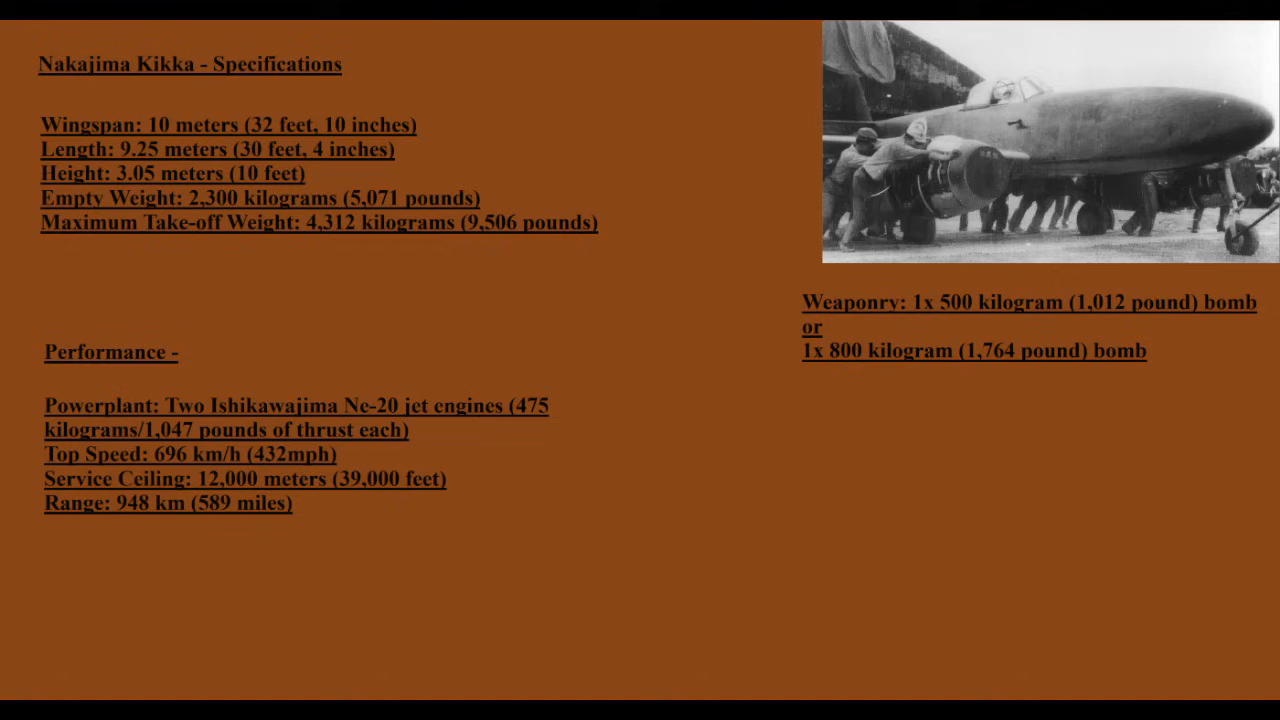 Nakajima Kikka - Specifications
Wingspan: 10 meters (32 feet, 10 inches)
Length: 9.25 meters (30 feet, 4 inches)
Height: 3.05 meters (10 feet)
Empty Weight: 2,300 kilograms (5,071 pounds)
Maximum Take-off Weight: 4,312 kilograms (9,506 pounds)
Performance -
Powerplant: Two Ishikawajima Ne-20 jet engines (475
kilograms/1,047 pounds of thrust each)
Top Speed: 696 km/h (432mph)
Service Ceiling: 12,000 meters (39,000 feet)
Range: 948 km (589 miles)
Weaponry: 1x 500 kilogram (1,012 pound) bomb
or
1x 800 kilogram (1,764 pound) bomb